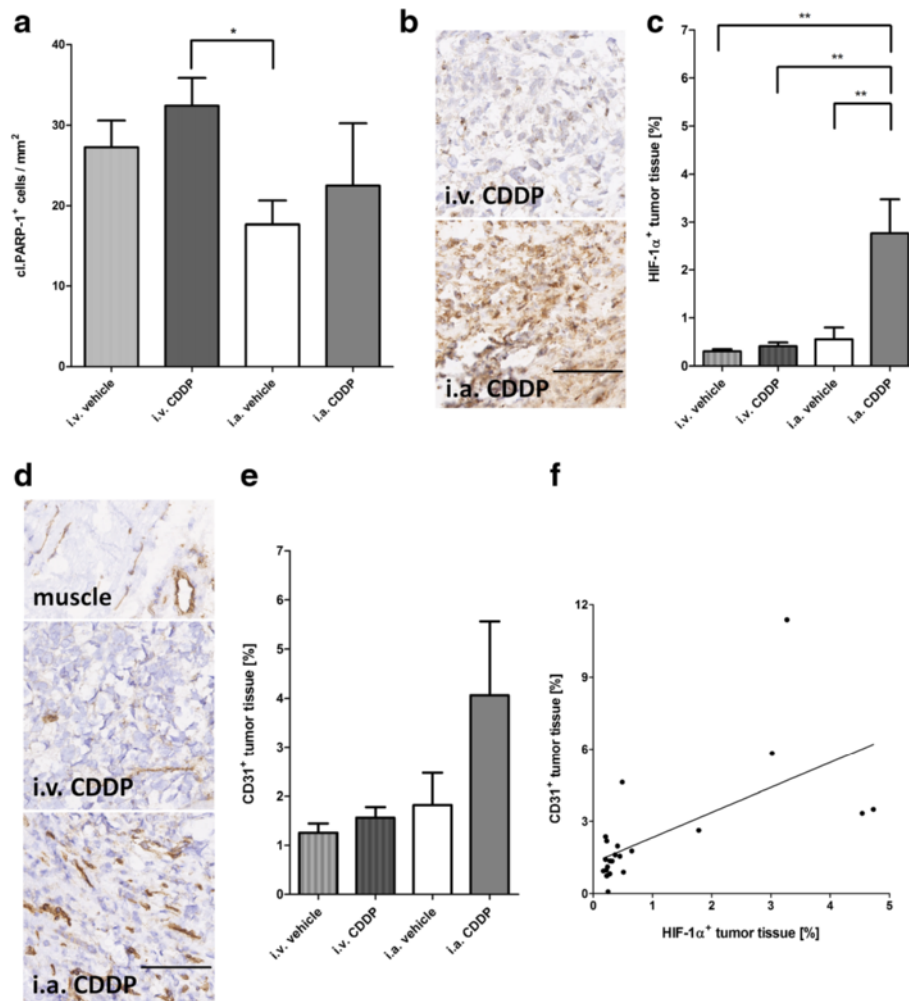 a
*
40
30
20
10
0
cl.PARP-1+ cells / mm²
i.v. vehicle
i.v. CDDP
i.a. vehicle
i.a. CDDP
b
i.v. CDDP
i.a. CDDP
c
**
**
**
7
6
5
4
3
2
1
0
HIF-1α+ tumor tissue [%]
i.v. vehicle
i.v. CDDP
i.a. vehicle
i.a. CDDP
d
muscle
i.v. CDDP
i.a. CDDP
e
7
6
5
4
3
2
1
0
CD31+ tumor tissue [%]
i.v. vehicle
i.v. CDDP
i.a. vehicle
i.a. CDDP
f
12
9
6
3
0
CD31+ tumor tissue [%]
0 1 2 3 4 5
HIF-1α+ tumor tissue [%]